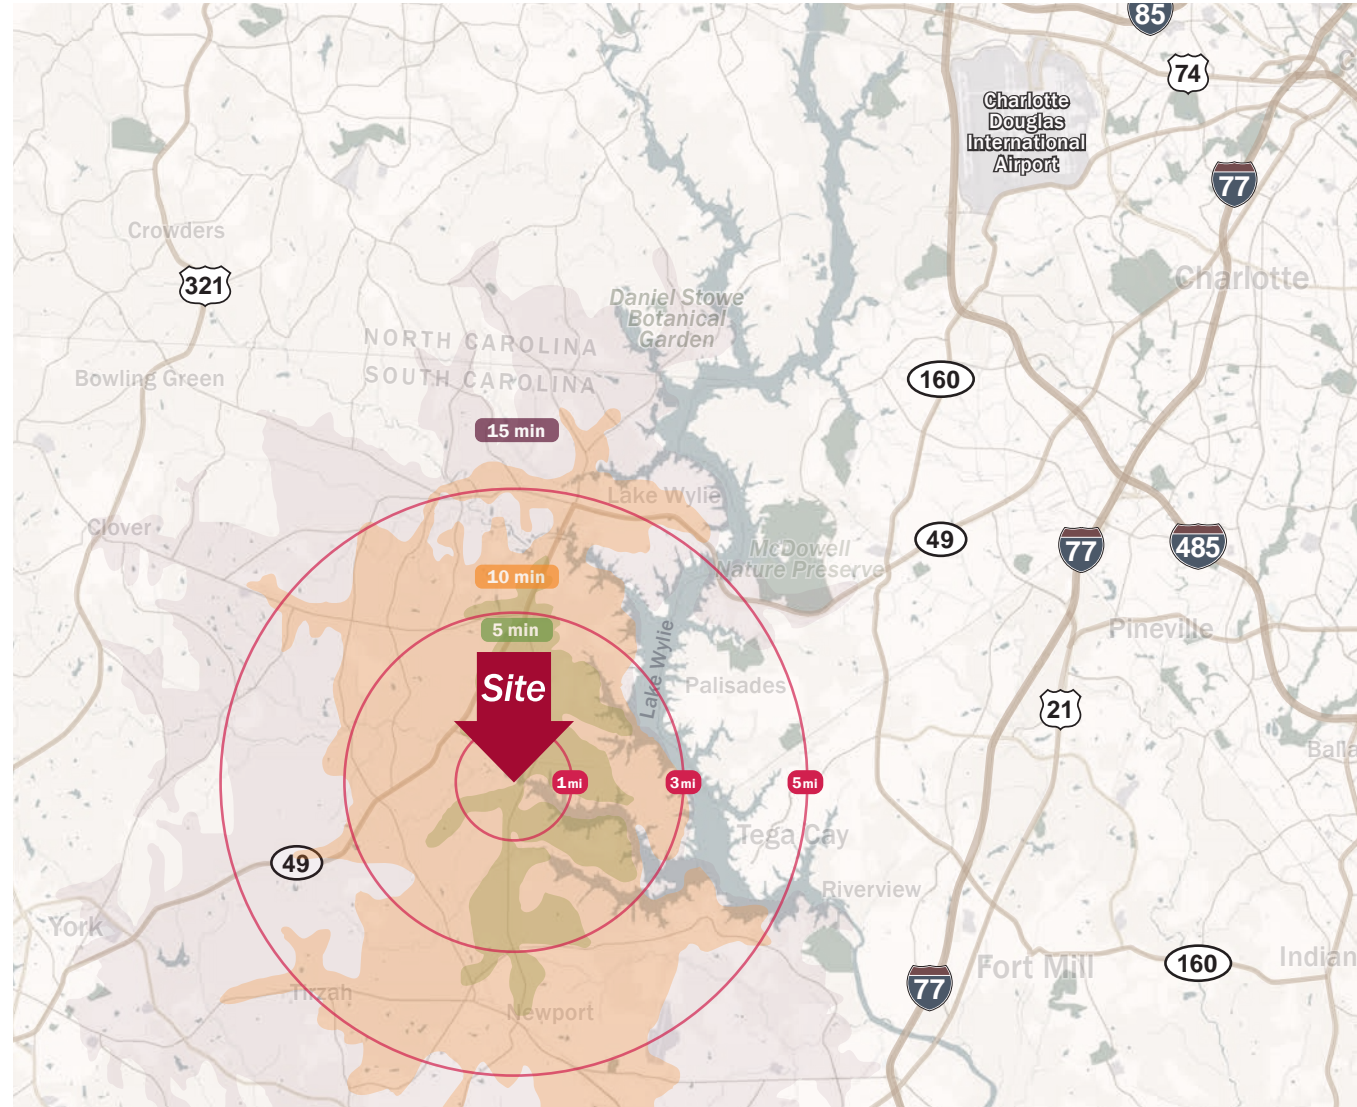 85
74
Charlotte
Douglas
International
Airport
77
Crowders
321
Charlotte
Daniel Stowe
Botanical
Garden
NORTH CAROLINA
SOUTH CAROLINA
Bowling Green
160
15 min
Lake Wylie
Clover
49
McDowell
Nature Preserve
77
485
10 min
5 min
Pineville
Lake Wylie
Site
Palisades
21
1mi
3mi
5mi
Tega Cay
49
Riverview
York
Fort Mill
160
Indian
77
Tirzah
Newport